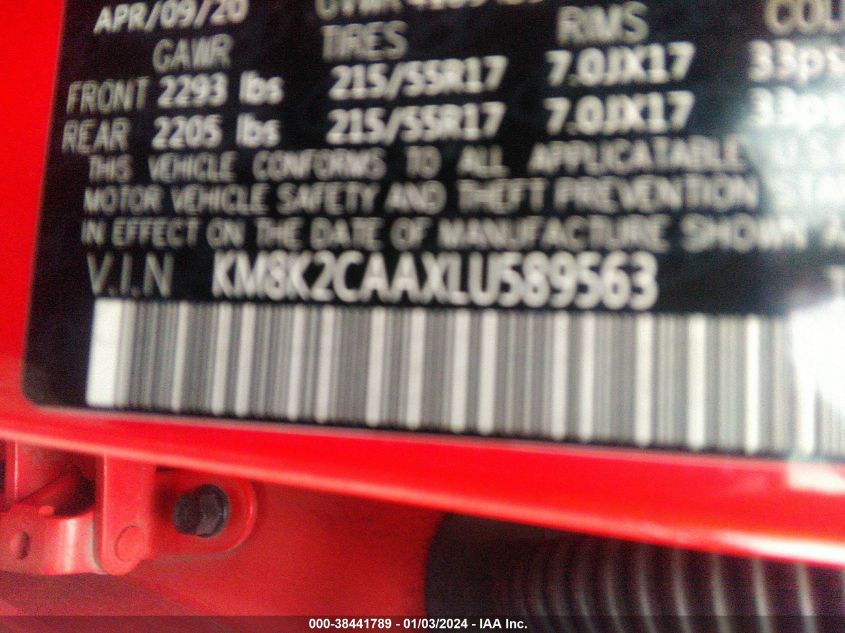 APR/09/20
GAWR TIRES RIMS
FRONT 2293 lbs 215/55R17 7.0JX17
REAR 2205 lbs 215/55R17 7.0JX17
THIS VEHICLE CONFORMS TO ALL APPLICATABLE U.S.
MOTOR VEHICLE SAFETY AND THEFT PREVENTION
IN EFFECT ON THE DATE OF MANUFACTURE SHOWN
V.I.N KM8K2CAAXLU589563
000-38441789 - 01/03/2024 - IAA Inc.